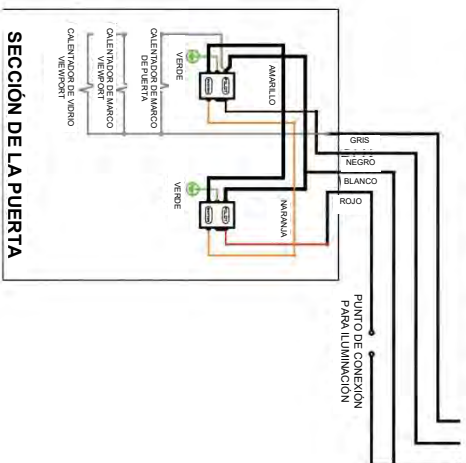 SECCIÓN DE LA PUERTA
CALENTADOR DE VIDRIO
VIEWPORT
CALENTADOR DE MARCO
VIEWPORT
CALENTADOR DE MARCO
DE PUERTA
VERDE
AMARILLO
VERDE
NARANJA
GRIS
NEGRO
BLANCO
ROJO
PUNTO DE CONEXIÓN
PARA ILUMINACIÓN